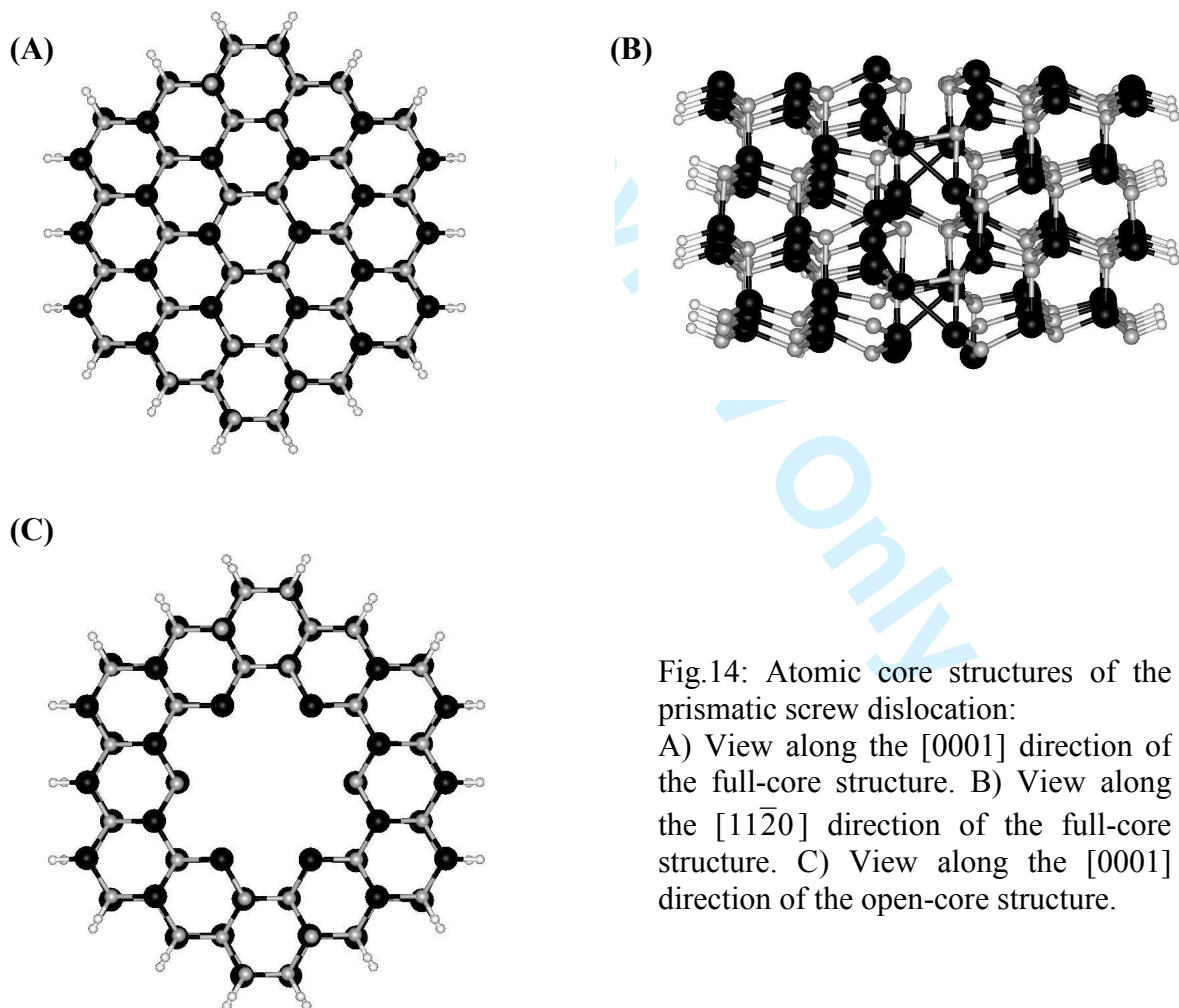 (A)
(B)
(C)
Only
Fig.14: Atomic core structures of the
prismatic screw dislocation:
A) View along the [0001] direction of
the full-core structure. B) View along
the [112̅0] direction of the full-core
structure. C) View along the [0001]
direction of the open-core structure.